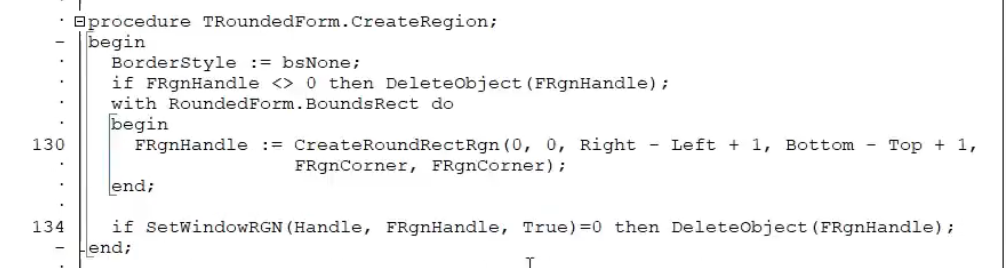 procedure TRoundedForm.CreateRegion;
begin
BorderStyle := bsNone;
if FRgnHandle <> 0 then DeleteObject(FRgnHandle);
with RoundedForm.BoundsRect do
begin
130 FRgnHandle := CreateRoundRectRgn(0, 0, Right - Left + 1, Bottom - Top + 1,
FRgnCorner, FRgnCorner);
end;
134 if SetWindowRGN(Handle, FRgnHandle, True)=0 then DeleteObject(FRgnHandle);
end;